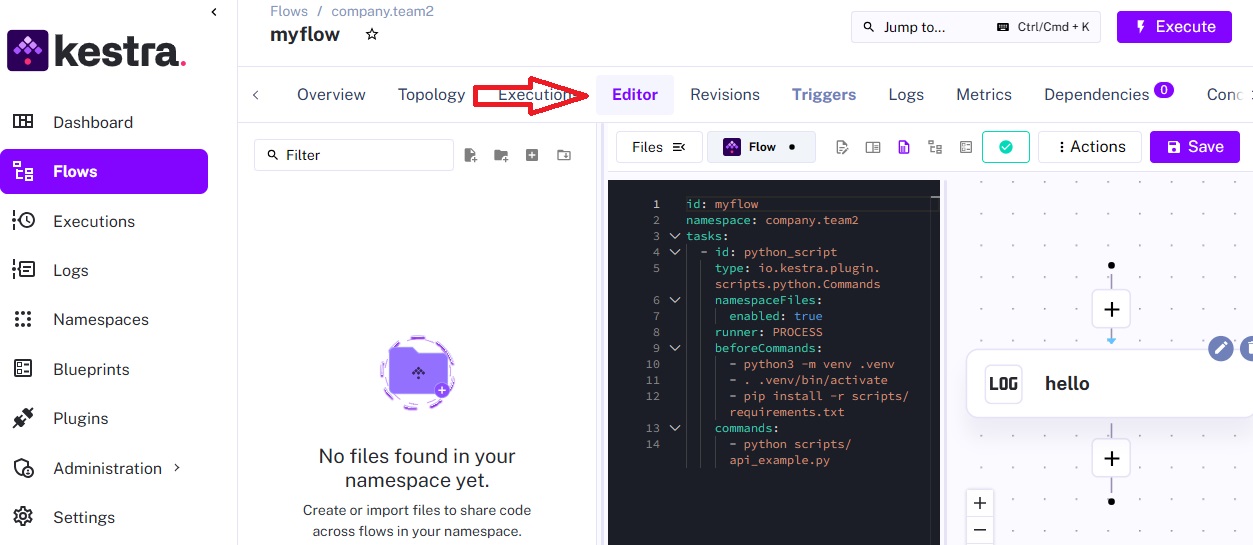 Flows / company.team2
myflow
Jump to... Ctrl/Cmd + K
Execute
kestra.
Dashboard
Flows
Executions
Logs
Namespaces
Blueprints
Plugins
Administration
Settings
Overview Topology Execution Editor Revisions Triggers Logs Metrics Dependencies 0 Conc
Filter
No files found in your
namespace yet.
Create or import files to share code
across flows in your namespace.
Files Flow Actions Save
1 id: myflow
2 namespace: company.team2
3 tasks:
4 - id: python_script
5 type: io.kestra.plugin.
scripts.python.Commands
6 namespaceFiles:
7 enabled: true
8 runner: PROCESS
9 beforeCommands:
10 - python3 -m venv .venv
11 - . .venv/bin/activate
12 - pip install -r scripts/
requirements.txt
13 commands:
14 - python scripts/
api_example.py
LOG hello